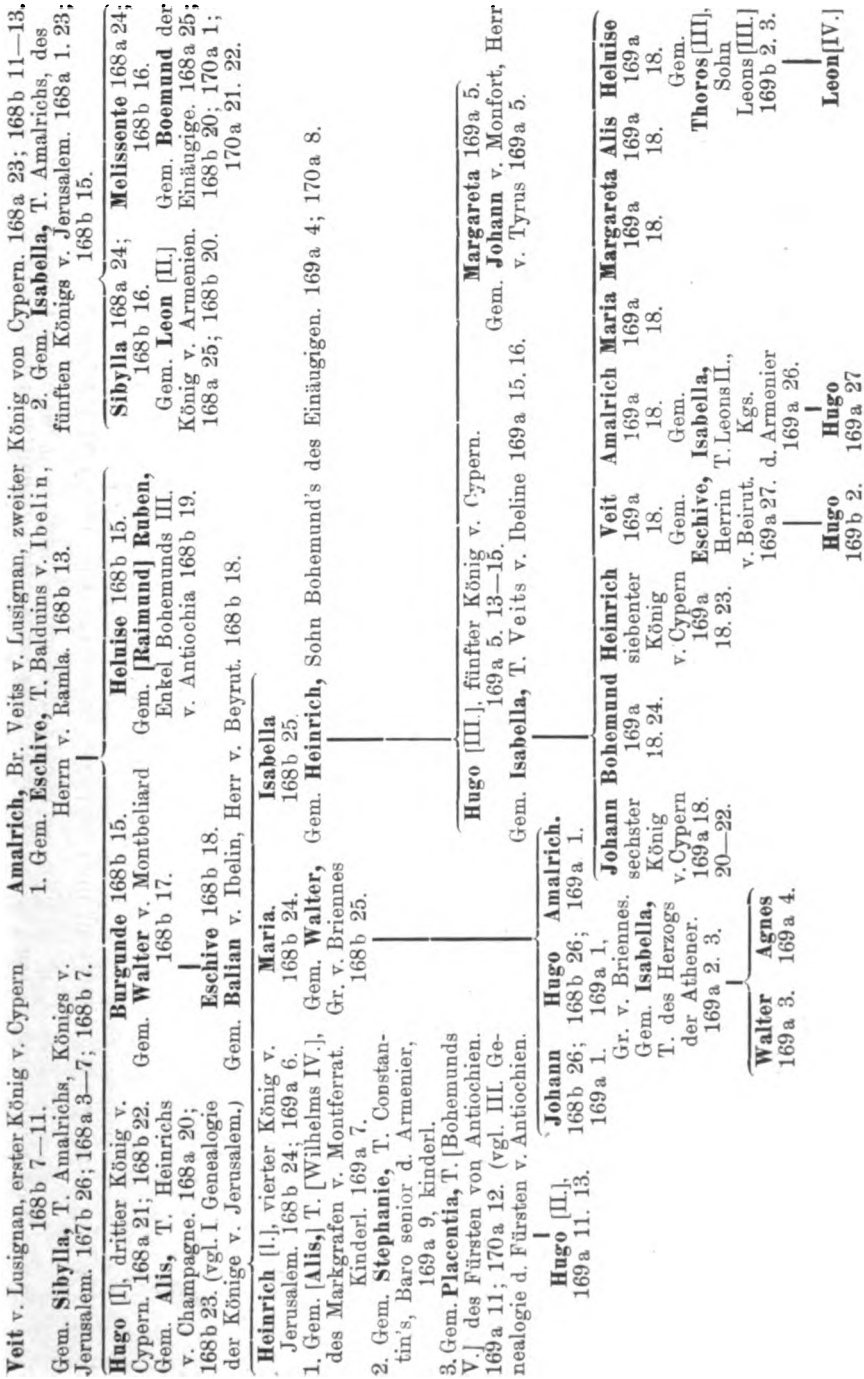 Veit v. Lusignan, erster König v. Cypern
168b 7—11.
Gem. Sibylla, T. Amalrichs, Königs v.
Jerusalem. 167b 26; 168a 3—7; 168b 7.
Amalrich, Br. Veits v. Lusignan, zweiter König von Cypern. 168a 23; 168b 11—13.
1. Gem. Eschive, T. Balduins v. Ibelin,
Herrn v. Ramla. 168b 13.
2. Gem. Isabella, T. Amalrichs, des
fünften Königs v. Jerusalem. 168a 1. 23;
168b 15.
Hugo [I], dritter König v.
Cypern. 168a 21; 168b 22.
Gem. Alis, T. Heinrichs
v. Champagne. 168a 20;
168b 23. (vgl. I. Genealogie
der Könige v. Jerusalem.)
Burgunde 168b 15.
Gem. Walter v. Montbeliard
168b 17.
Eschive 168b 18.
Gem. Balian v. Ibelin, Herr v. Beyrut. 168b 18.
Heluise 168b 15.
Gem. [Raimund] Ruben,
Enkel Bohemunds III.
v. Antiochia 168b 19.
Sibylla 168a 24;
168b 16.
Gem. Leon [II.]
König v. Armenien.
168a 25; 168b 20.
Melissente 168a 24;
168b 16.
Gem. Boemund der
Einäugige. 168a 25;
168b 20; 170a 1;
170a 21. 22.
Heinrich [I.], vierter König v.
Jerusalem. 168b 24; 169a 6.
1. Gem. [Alis,] T. [Wilhelms IV.],
des Markgrafen v. Montferrat.
Kinderl. 169a 7.
2. Gem. Stephanie, T. Constan-
tin's, Baro senior d. Armenier,
169a 9, kinderl.
3. Gem. Placentia, T. [Bohemunds
V.] des Fürsten von Antiochien.
169a 11; 170a 12. (vgl. III. Ge-
nealogie d. Fürsten v. Antiochien.
Hugo [II.],
169a 11. 13.
Maria.
168b 24.
Gem. Walter,
Gr. v. Briennes
168b 25.
Isabella
168b 25.
Gem. Heinrich, Sohn Bohemund's des Einäugigen. 169a 4; 170a 8.
Johann
168b 26;
169a 1.
Hugo
168b 26;
169a 1,
Gr. v. Briennes.
Gem. Isabella,
T. des Herzogs
der Athener.
169a 2. 3.
Amalrich.
169a 1.
Walter
169a 3.
Agnes
169a 4.
Hugo [III.], fünfter König v. Cypern.
169a 5. 13—15.
Gem. Isabella, T. Veits v. Ibeline 169a 15. 16.
Margareta 169a 5.
Gem. Johann v. Monfort, Herr
v. Tyrus 169a 5.
Johann
sechster
König
v. Cypern
169a 18.
20—22.
Bohemund
169a
18. 24.
Heinrich
siebenter
König
v. Cypern
169a
18. 23.
Veit
169a
18.
Gem.
Eschive,
Herrin
v. Beirut.
169a 27.
Hugo
169b 2.
Amalrich
169a
18.
Gem.
Isabella,
T. Leons II.,
Kgs.
d. Armenier
169a 26.
Hugo
169a 27
Maria
169a
18.
Margareta
169a
18.
Alis
169a
18.
Heluise
169a
18.
Gem.
Thoros [III],
Sohn
Leons [III.]
169b 2. 3.
Leon [IV.]